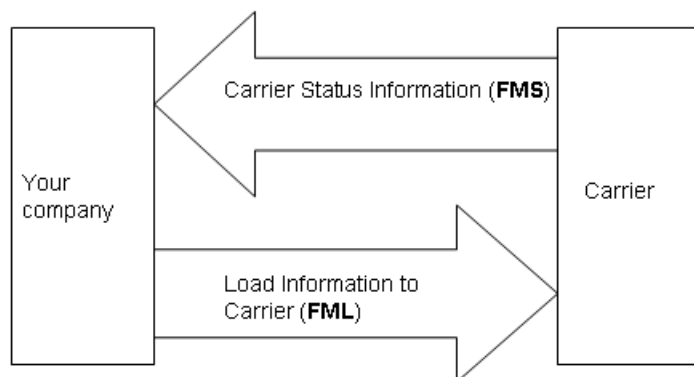 Carrier Status Information (FMS)
Your
company
Carrier
Load Information to
Carrier (FML)